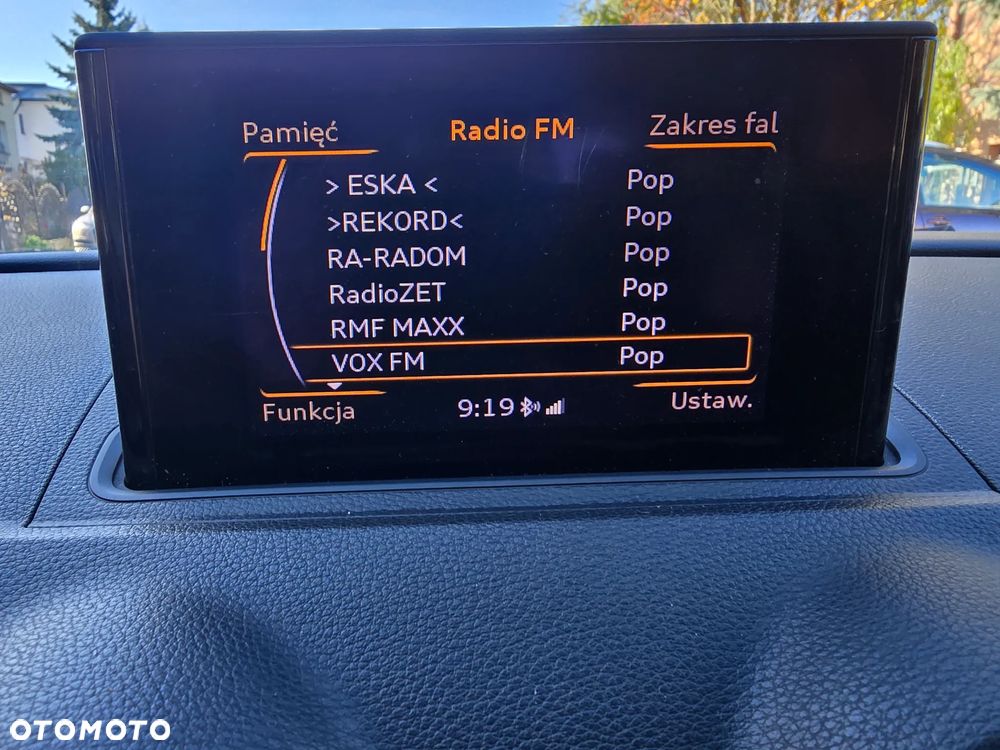 Pamięć Radio FM Zakres fal
> ESKA < Pop
>REKORD< Pop
RA-RADOM Pop
RadioZET Pop
RMF MAXX Pop
VOX FM Pop
Funkcja 9:19 Ustaw.
OTOMOTO